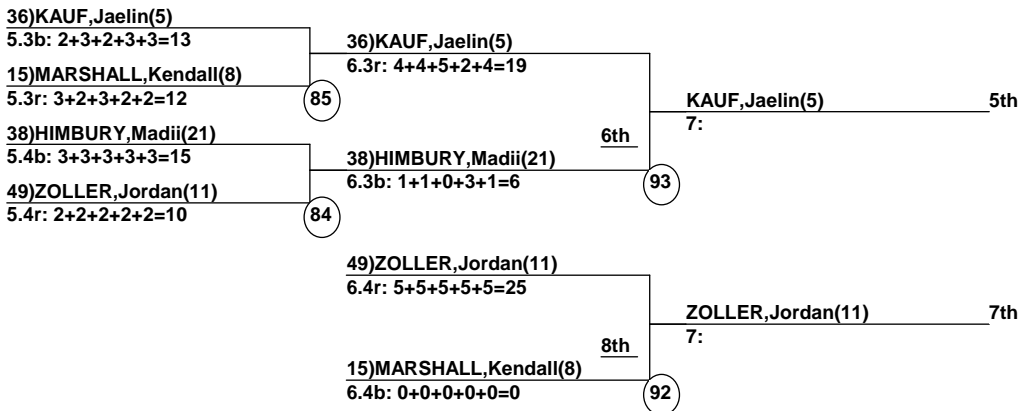 36)KAUF,Jaelin(5)
5.3b: 2+3+2+3+3=13
15)MARSHALL,Kendall(8)
5.3r: 3+2+3+2+2=12
85
38)HIMBURY,Madii(21)
5.4b: 3+3+3+3+3=15
49)ZOLLER,Jordan(11)
5.4r: 2+2+2+2+2=10
84
36)KAUF,Jaelin(5)
6.3r: 4+4+5+2+4=19
6th
38)HIMBURY,Madii(21)
6.3b: 1+1+0+3+1=6
93
KAUF,Jaelin(5)
5th
7:
49)ZOLLER,Jordan(11)
6.4r: 5+5+5+5+5=25
8th
15)MARSHALL,Kendall(8)
6.4b: 0+0+0+0+0=0
92
ZOLLER,Jordan(11)
7th
7: